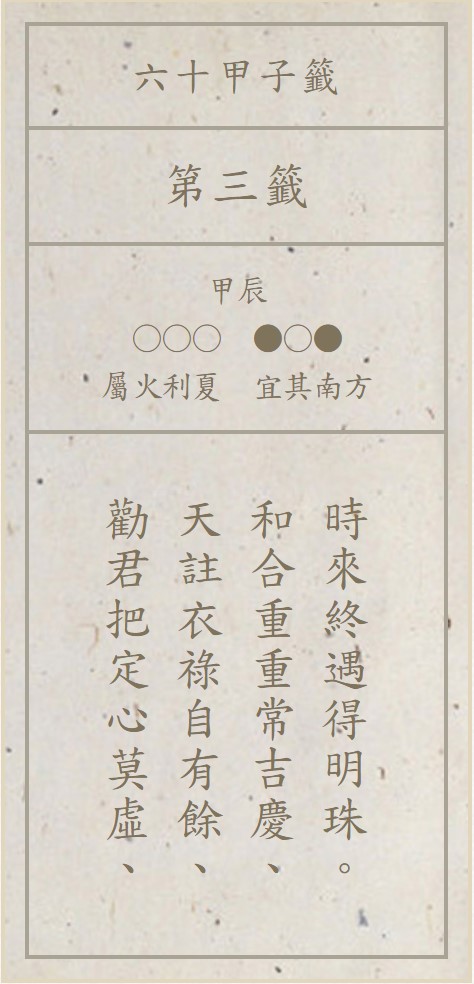 六十甲子籤
第三籤
甲辰
○○○ ●○●
屬火利夏 宜其南方
勸君把定心莫虛、
天註衣祿自有餘、
和合重重常吉慶、
時來終遇得明珠。